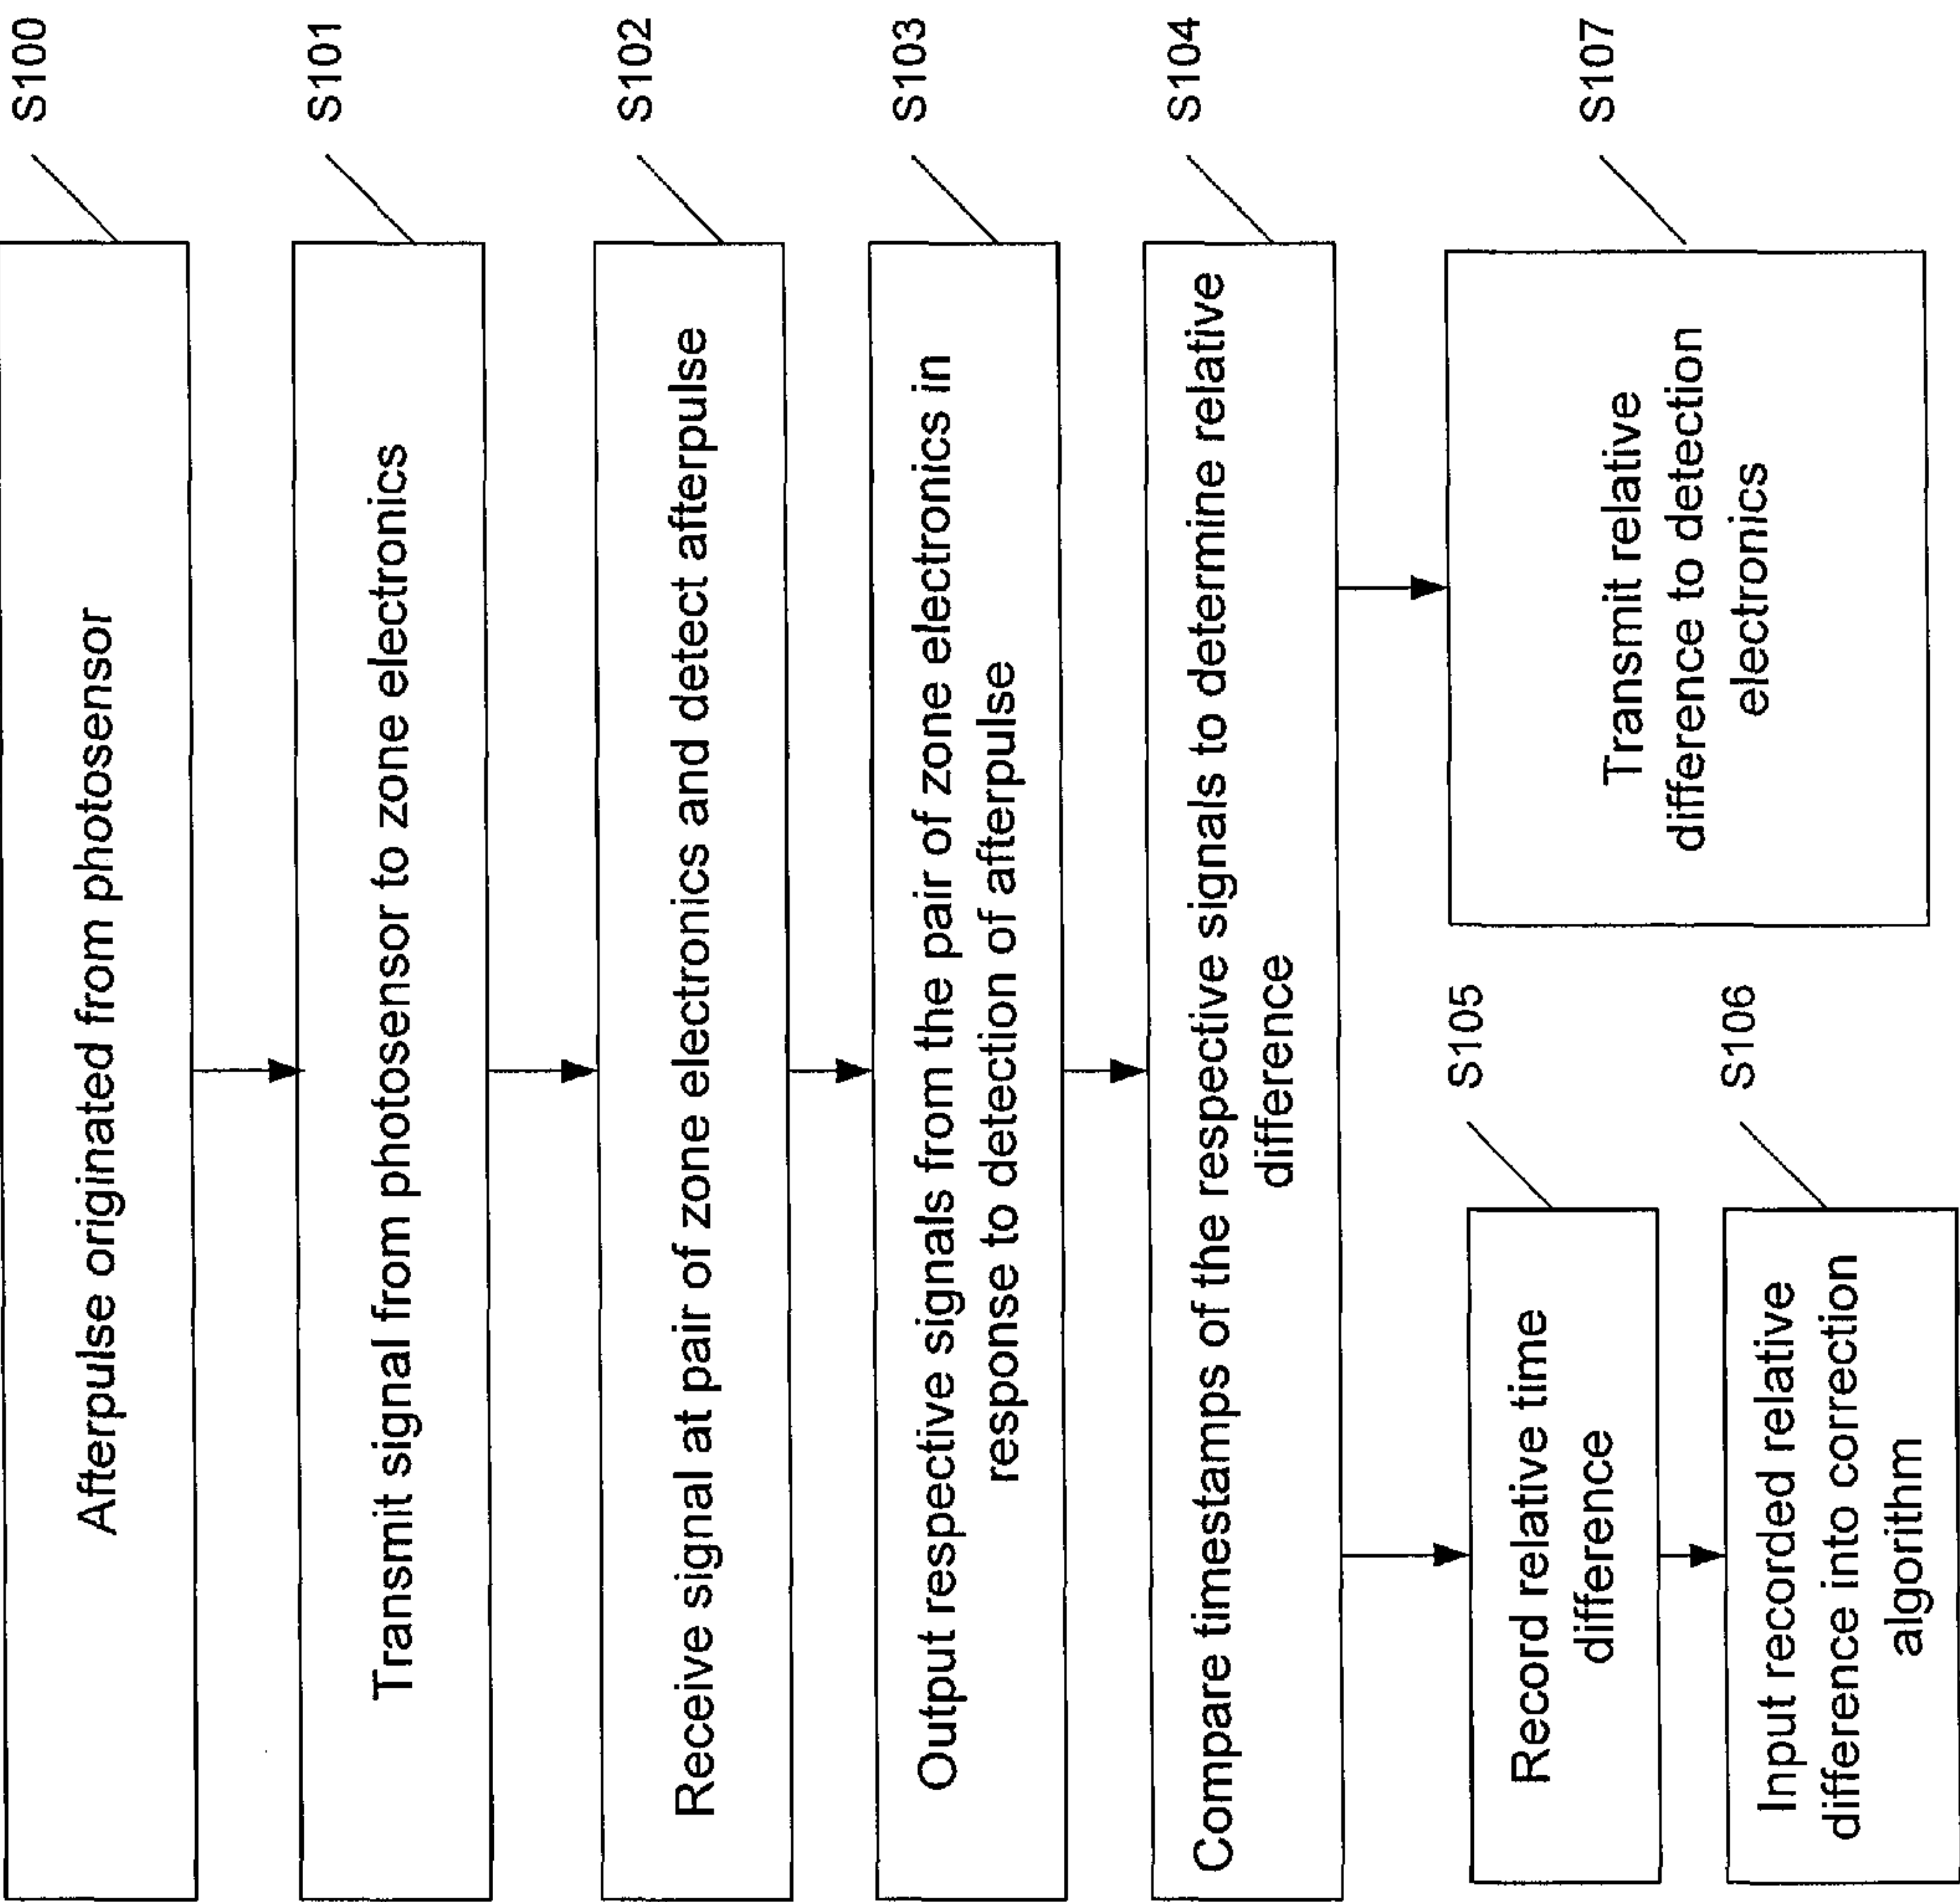 S100
Afterpulse originated from photosensor
S101
Transmit signal from photosensor to zone electronics
S102
Receive signal at pair of zone electronics and detect afterpulse
S103
Output respective signals from the pair of zone electronics in
response to detection of afterpulse
S104
Compare timestamps of the respective signals to determine relative
difference
S105
Record relative time
difference
S106
Input recorded relative
difference into correction
algorithm
S107
Transmit relative
difference to detection
electronics